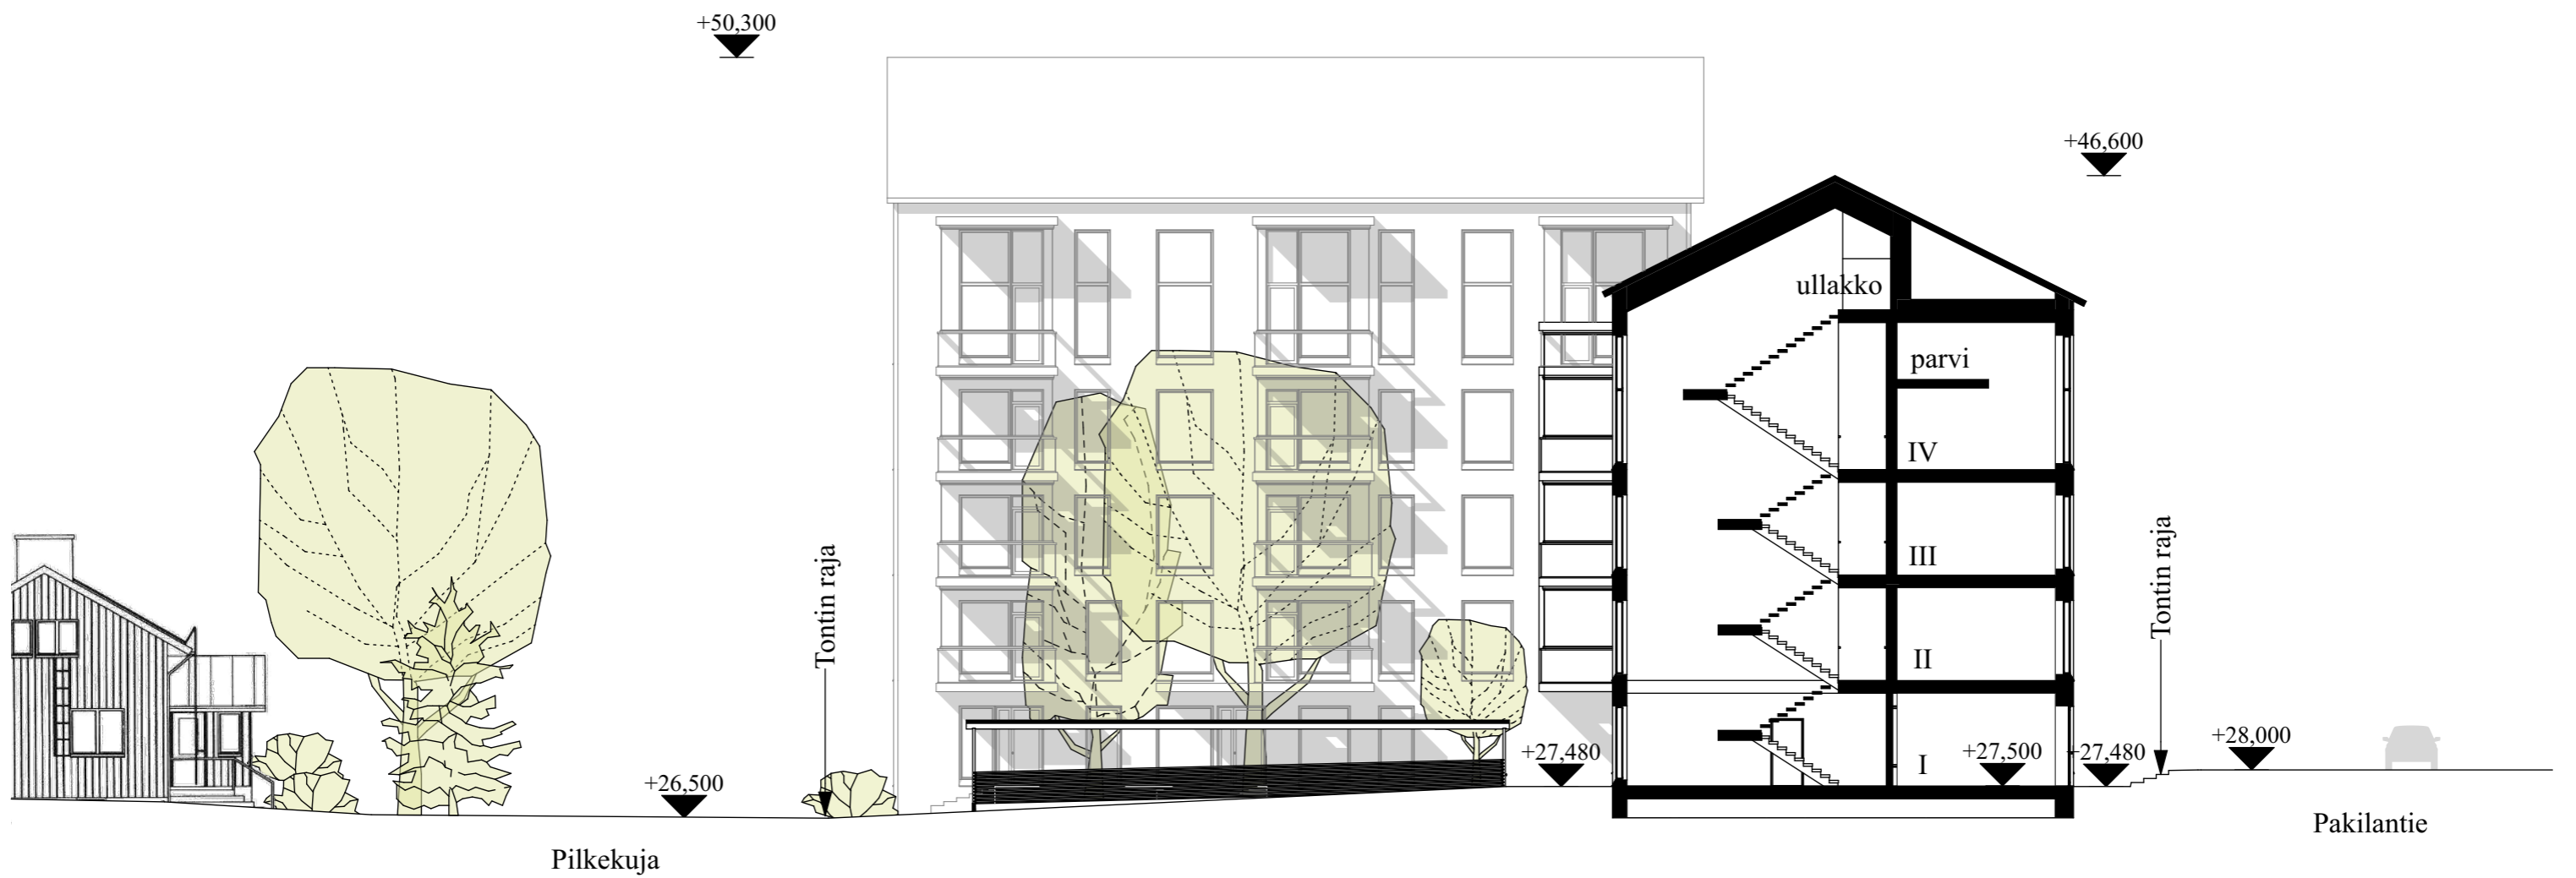 +50,300
+46,600
ullakko
parvi
IV
III
II
I
Tontin raja
Tontin raja
+27,480
+27,500
+27,480
+28,000
+26,500
Pakilantie
Pilkekuja